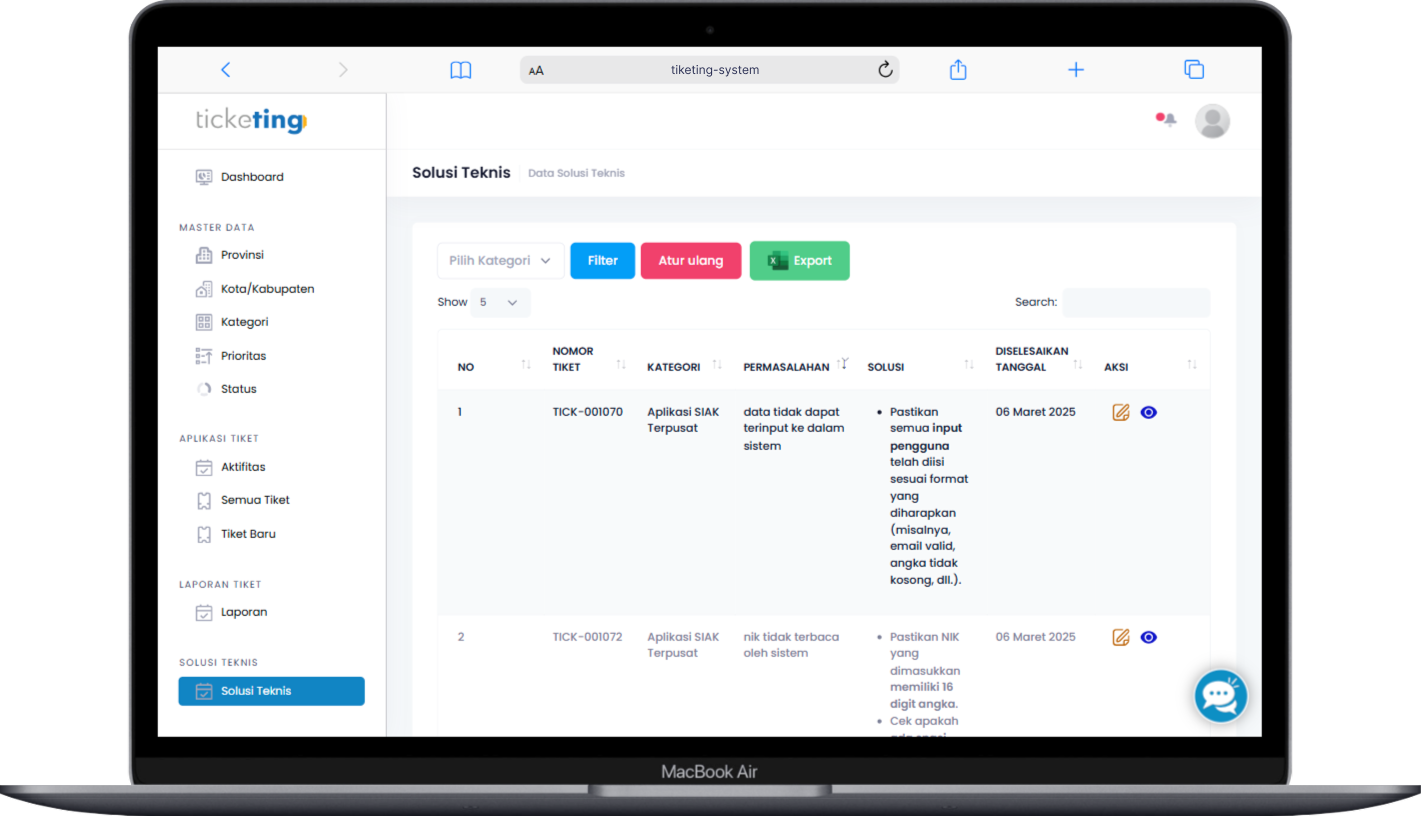 AA
tiketing-system
ticketing
Dashboard
MASTER DATA
Provinsi
Kota/Kabupaten
Kategori
Prioritas
Status
APLIKASI TIKET
Aktifitas
Semua Tiket
Tiket Baru
LAPORAN TIKET
Laporan
SOLUSI TEKNIS
Solusi Teknis
Solusi Teknis
Data Solusi Teknis
Pilih Kategori
Filter
Atur ulang
Export
Show 5
Search:
NO
NOMOR
TIKET
KATEGORI
PERMASALAHAN
SOLUSI
DISELESAIKAN
TANGGAL
AKSI
1
TICK-001070
Aplikasi SIAK
Terpusat
data tidak dapat
terinput ke dalam
sistem
• Pastikan
semua input
pengguna
telah diisi
sesuai format
yang
diharapkan
(misalnya,
email valid,
angka tidak
kosong, dll.).
06 Maret 2025
2
TICK-001072
Aplikasi SIAK
Terpusat
nik tidak terbaca
oleh sistem
• Pastikan NIK
yang
dimasukkan
memiliki 16
digit angka.
• Cek apakah
06 Maret 2025
MacBook Air